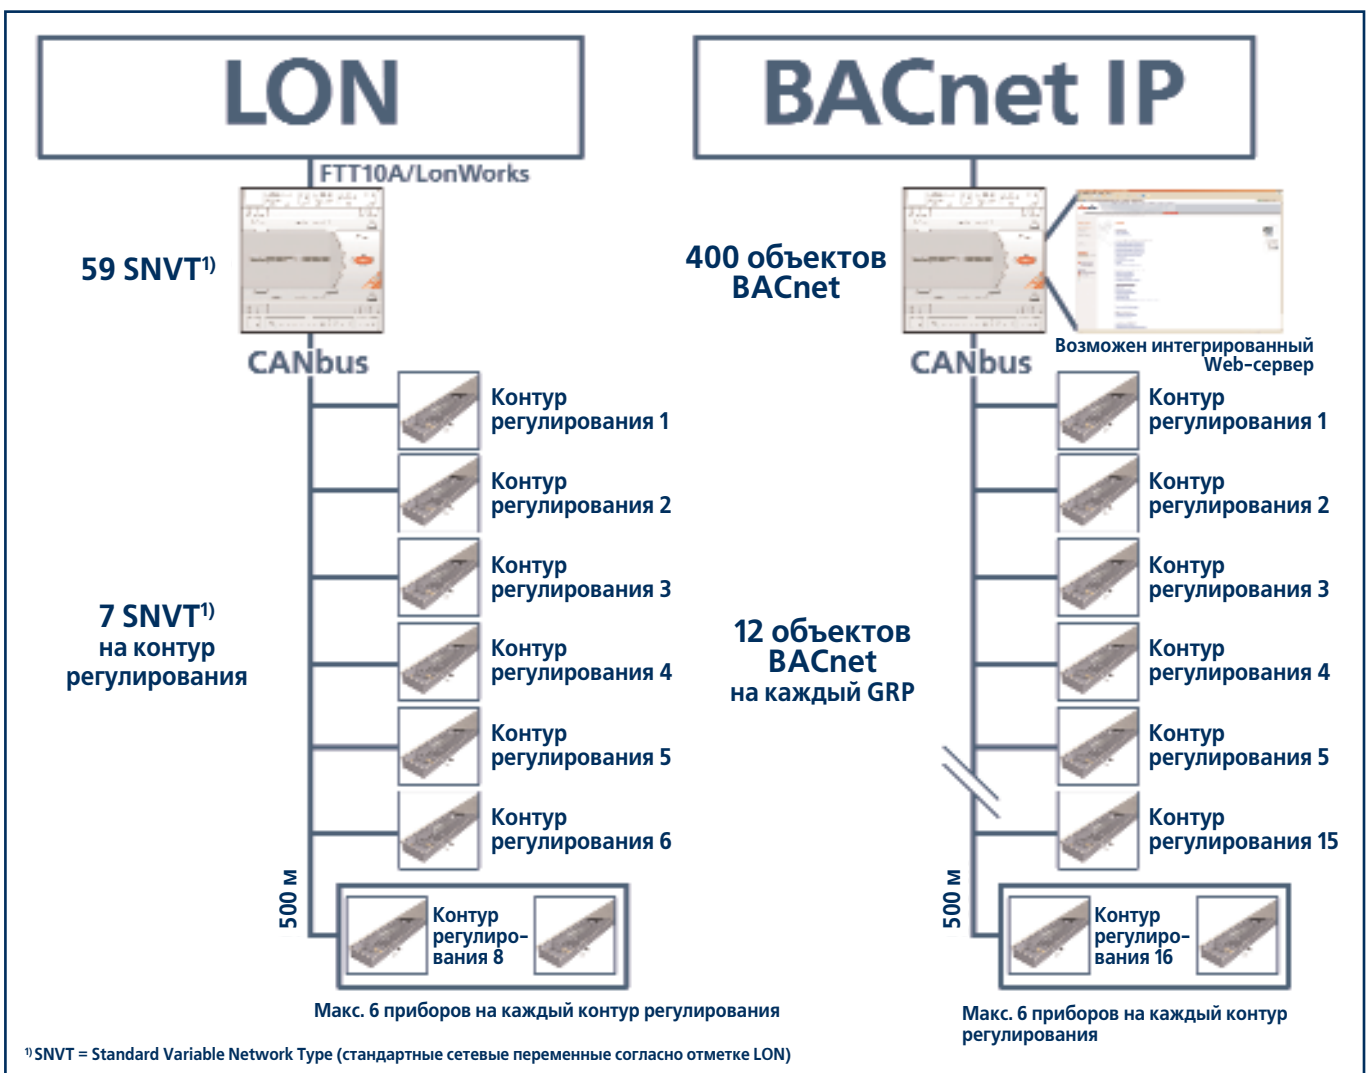 LON
FTT10A/LonWorks
59 SNVT¹⁾
CANbus
Контур
регулирования 1
Контур
регулирования 2
Контур
регулирования 3
7 SNVT¹⁾
на контур
регулирования
Контур
регулирования 4
Контур
регулирования 5
Контур
регулирования 6
500 м
Контур
регулиро-
вания 8
Макс. 6 приборов на каждый контур регулирования
BACnet IP
400 объектов
BACnet
Возможен интегрированный
Web-сервер
CANbus
Контур
регулирования 1
Контур
регулирования 2
Контур
регулирования 3
12 объектов
BACnet
на каждый GRP
Контур
регулирования 4
Контур
регулирования 5
Контур
регулирования 15
500 м
Контур
регулиро-
вания 16
Макс. 6 приборов на каждый контур
регулирования
¹⁾ SNVT = Standard Variable Network Type (стандартные сетевые переменные согласно отметке LON)